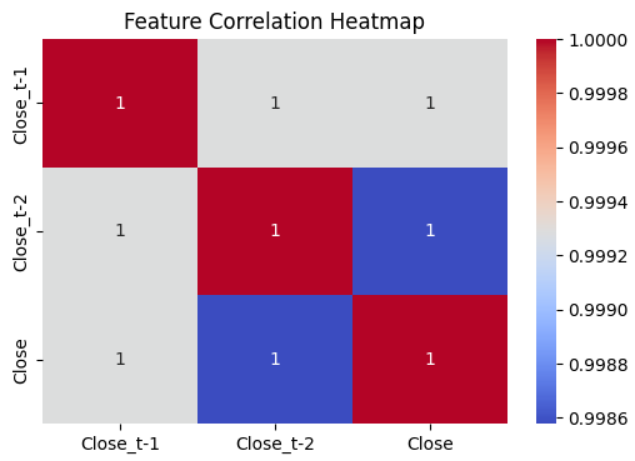 Feature Correlation Heatmap
Close_t-1
1 1 1
Close_t-2
1 1 1
Close
1 1 1
Close_t-1 Close_t-2 Close
1.0000
0.9998
0.9996
0.9994
0.9992
0.9990
0.9988
0.9986